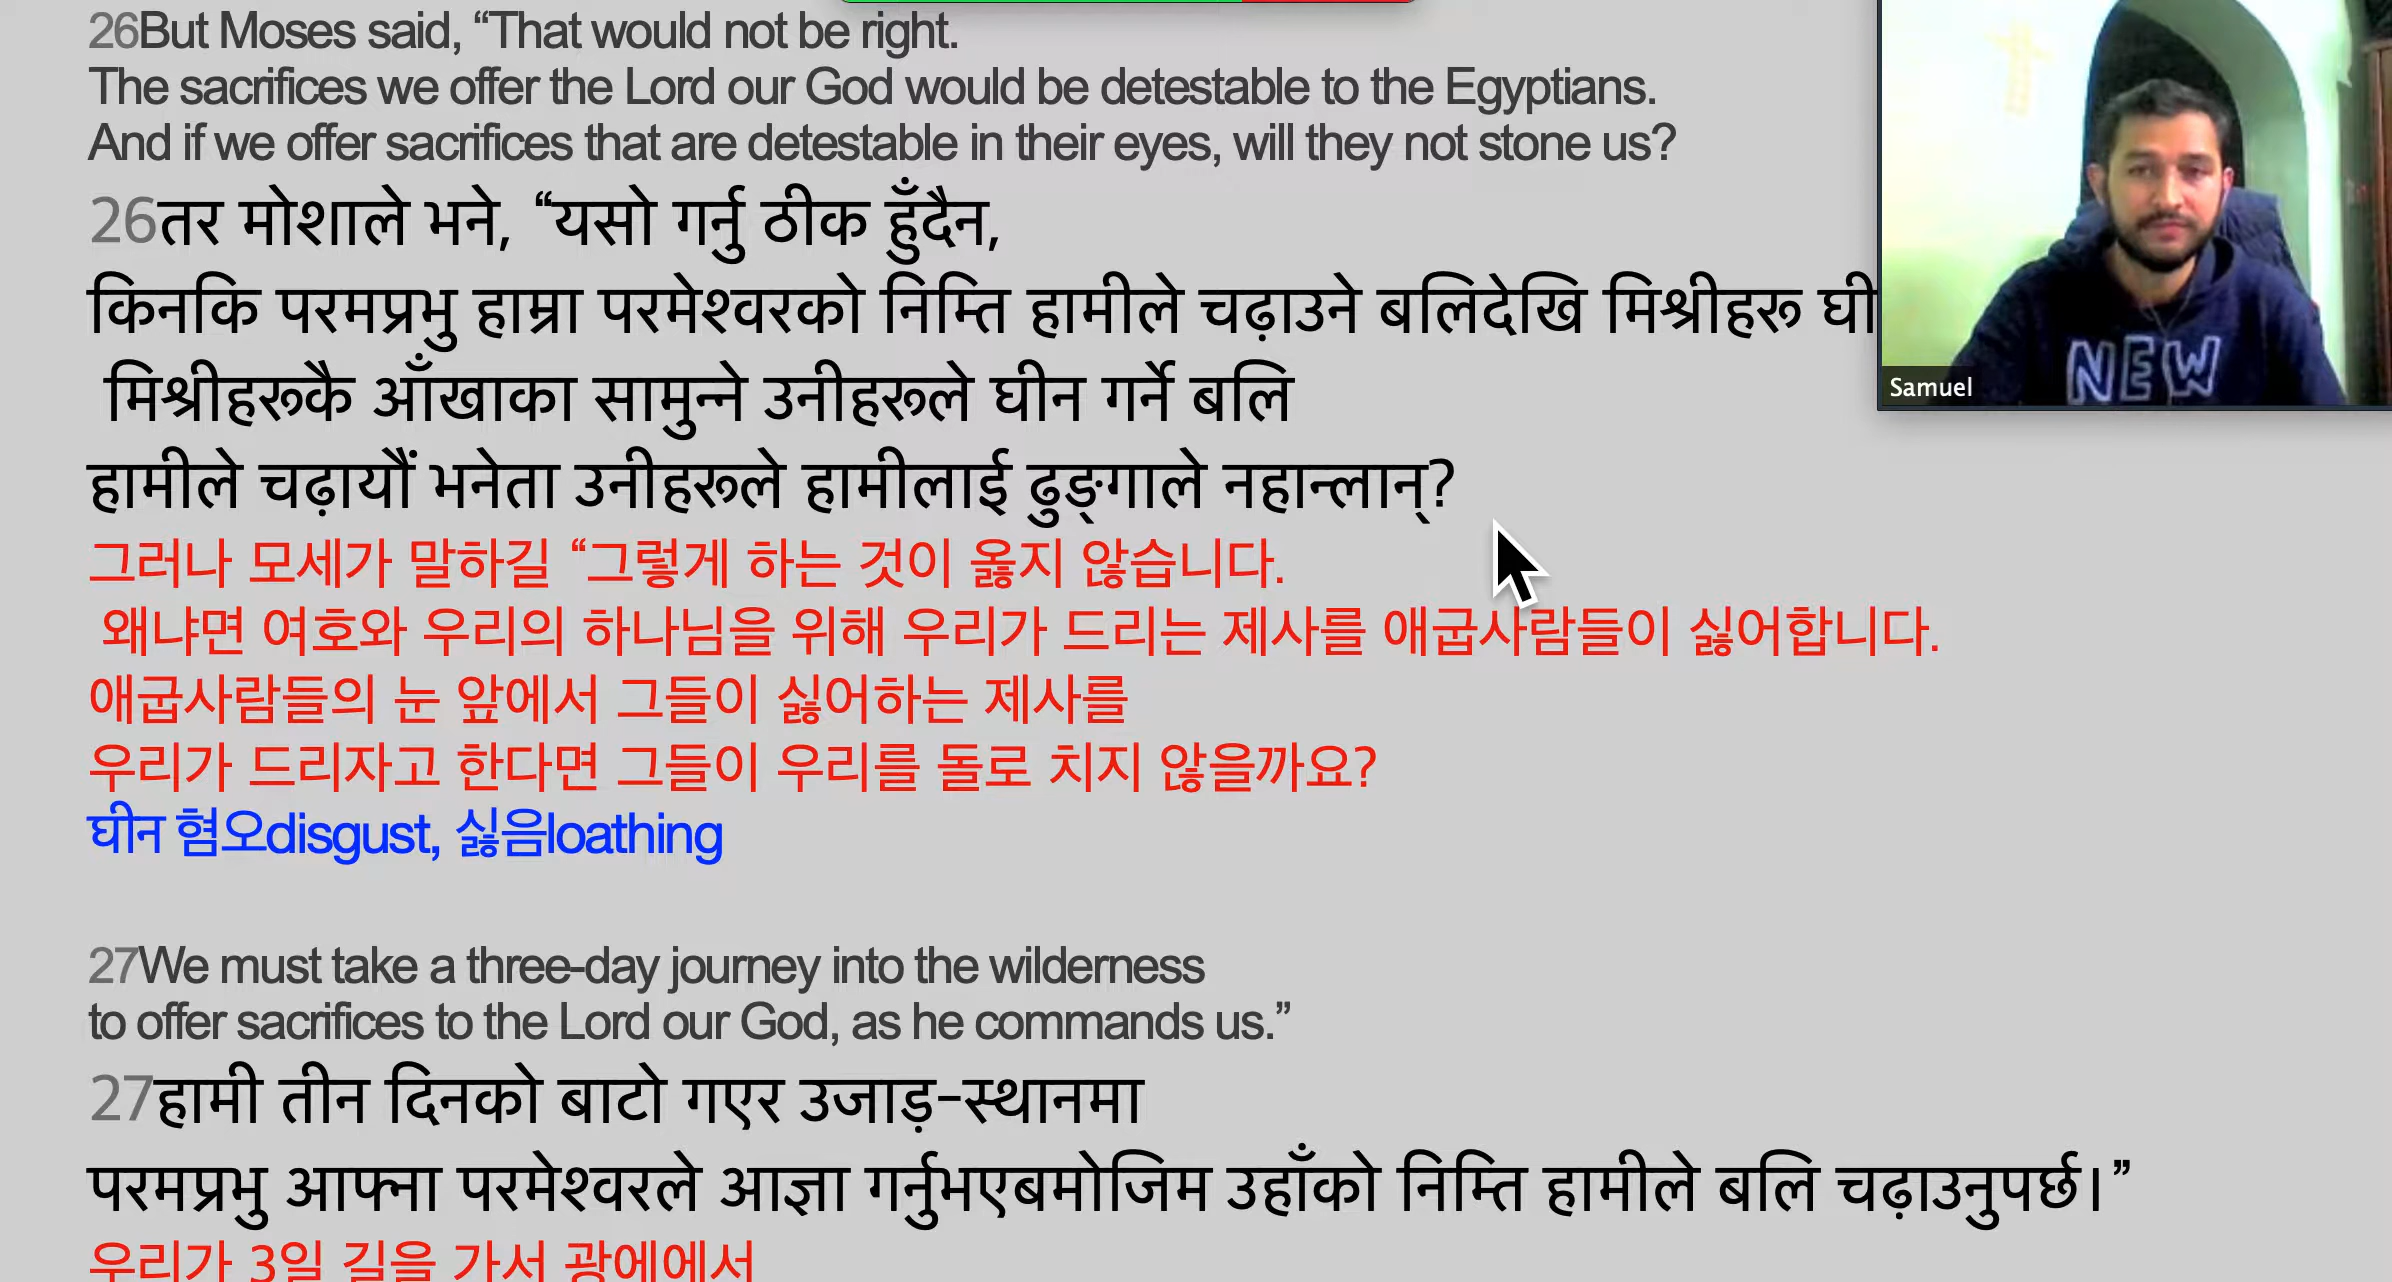 26But Moses said, “That would not be right.
The sacrifices we offer the Lord our God would be detestable to the Egyptians.
And if we offer sacrifices that are detestable in their eyes, will they not stone us?
26तर मोशाले भने, “यसो गर्नु ठीक हुँदैन,
किनकि परमप्रभु हाम्रा परमेश्वरको निम्ति हामीले चढ़ाउने बलिदेखि मिश्रीहरू घी
मिश्रीहरूकै आँखाका सामुन्ने उनीहरूले घीन गर्ने बलि
हामीले चढ़ायौं भनेता उनीहरूले हामीलाई ढुङ्गाले नहान्लान्?
그러나 모세가 말하길 “그렇게 하는 것이 옳지 않습니다.
왜냐면 여호와 우리의 하나님을 위해 우리가 드리는 제사를 애굽사람들이 싫어합니다.
애굽사람들의 눈 앞에서 그들이 싫어하는 제사를
우리가 드리자고 한다면 그들이 우리를 돌로 치지 않을까요?
घीन 혐오disgust, 싫음loathing
27We must take a three-day journey into the wilderness
to offer sacrifices to the Lord our God, as he commands us.”
27हामी तीन दिनको बाटो गएर उजाड़-स्थानमा
परमप्रभु आफ्ना परमेश्वरले आज्ञा गर्नुभएबमोजिम उहाँको निम्ति हामीले बलि चढ़ाउनुपर्छ।”
우리가 3일 길을 가서 광에에서
NEW
Samuel